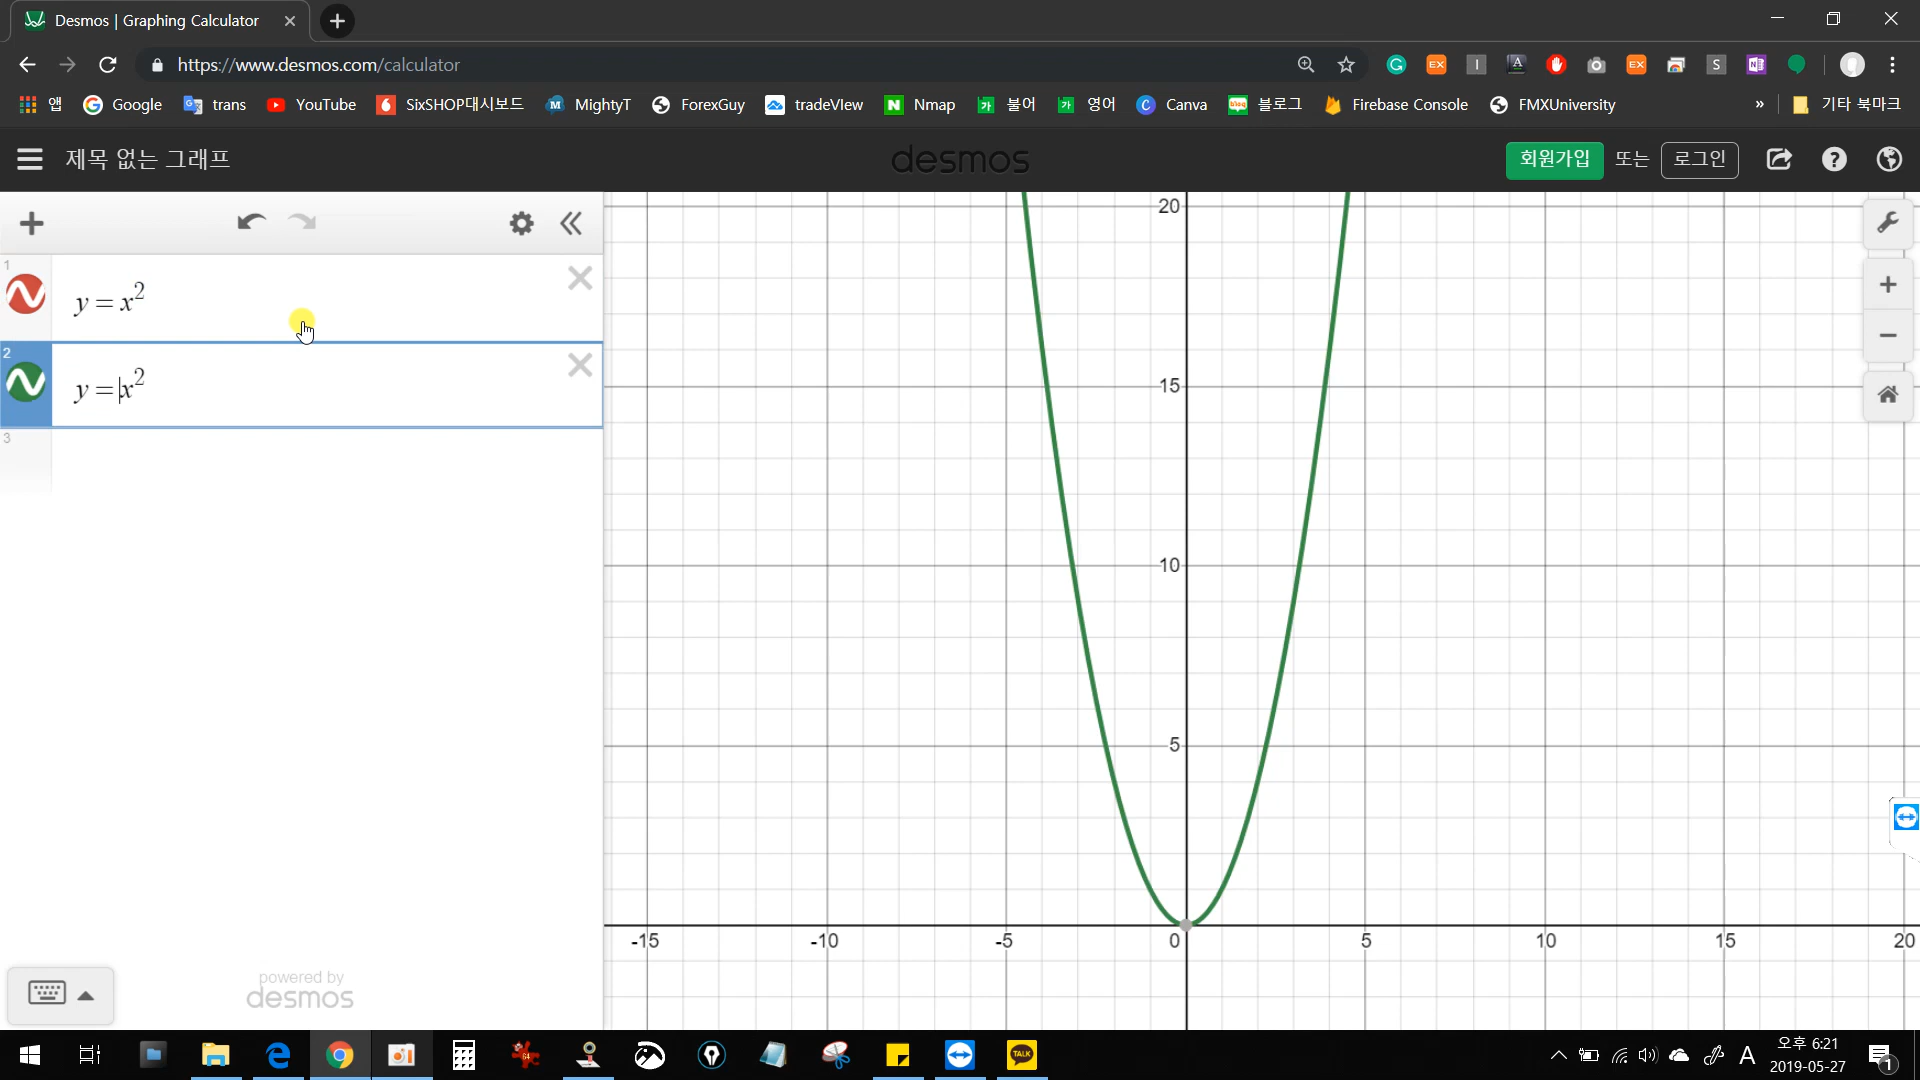 Desmos | Graphing Calculator
https://www.desmos.com/calculator
앱 Google trans YouTube SixSHOP대시보드 MightyT ForexGuy tradeVIew Nmap 불어 영어 Canva 블로그 Firebase Console FMXUniversity » 기타 북마크
제목 없는 그래프 desmos 회원가입 또는 로그인
1
y = x²
2
y = x²
3
20
15
10
5
-15 -10 -5 0 5 10 15 20
powered by
desmos
오후 6:21
A 2019-05-27 1
TALK